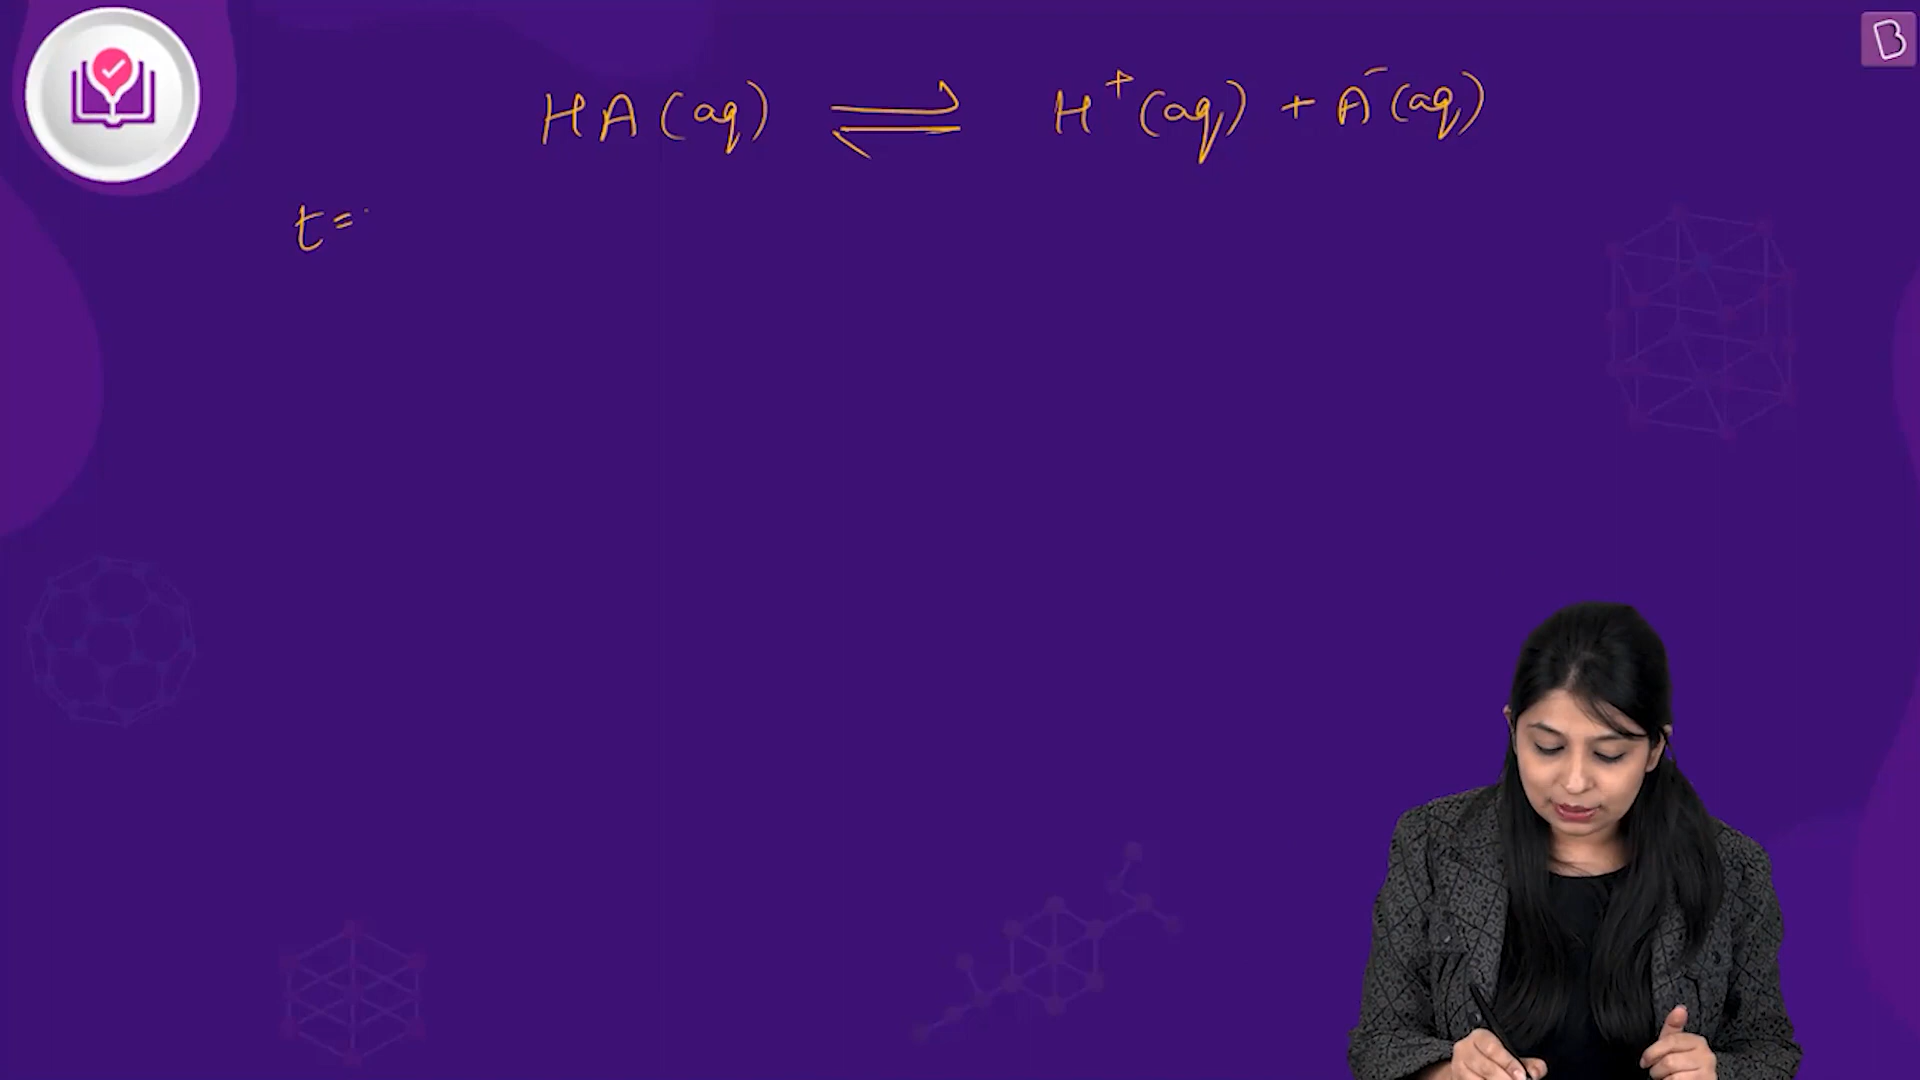 HA(aq) ⇌ H⁺(aq) + A⁻(aq)
t=